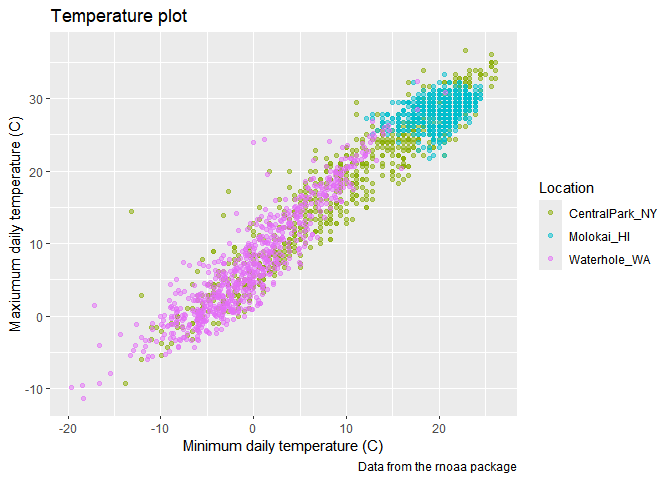 Temperature plot
Maxiumum daily temperature (C)
30
20
10
0
-10
-20
-10
0
10
20
Minimum daily temperature (C)
Data from the rnoaa package
Location
CentralPark_NY
Molokai_HI
Waterhole_WA